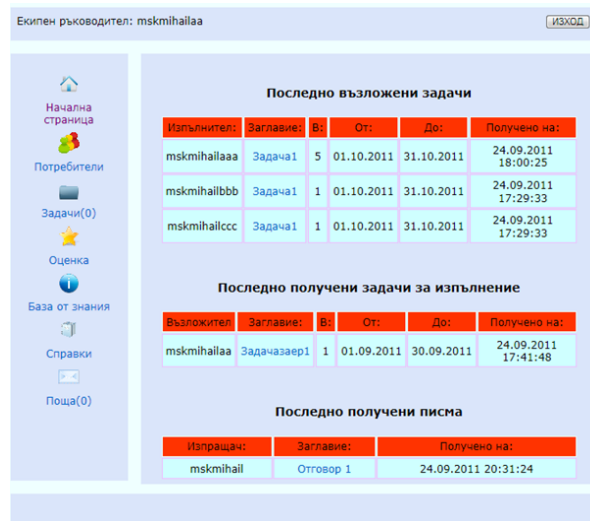 Екипен ръководител: mskmihailaa
ИЗХОД
Начална
страница
Потребители
Задачи(0)
Оценка
База от знания
Справки
Поща(0)
Последно възложени задачи
Изпълнител: Заглавие: В: От: До: Получено на:
mskmihailaaa Задача1 5 01.10.2011 31.10.2011 24.09.2011
18:00:25
mskmihailbbb Задача1 1 01.10.2011 31.10.2011 24.09.2011
17:29:33
mskmihailccc Задача1 1 01.10.2011 31.10.2011 24.09.2011
17:29:33
Последно получени задачи за изпълнение
Възложител Заглавие: В: От: До: Получено на:
mskmihailaa Задачазаер1 1 01.09.2011 30.09.2011 24.09.2011
17:41:48
Последно получени писма
Изпращач: Заглавие: Получено на:
mskmihail Отговор 1 24.09.2011 20:31:24